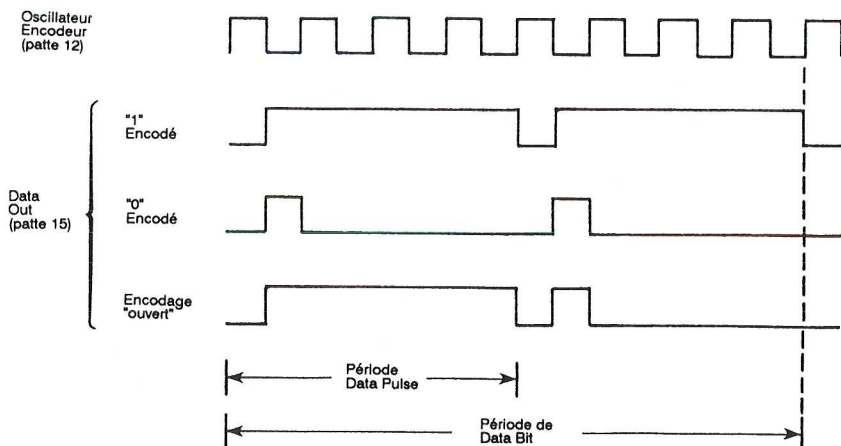 Oscillateur
Encodeur
(patte 12)
"1"
Encodé
Data
Out
(patte 15)
"0"
Encodé
Encodage
"ouvert"
Période
Data Pulse
Période de
Data Bit